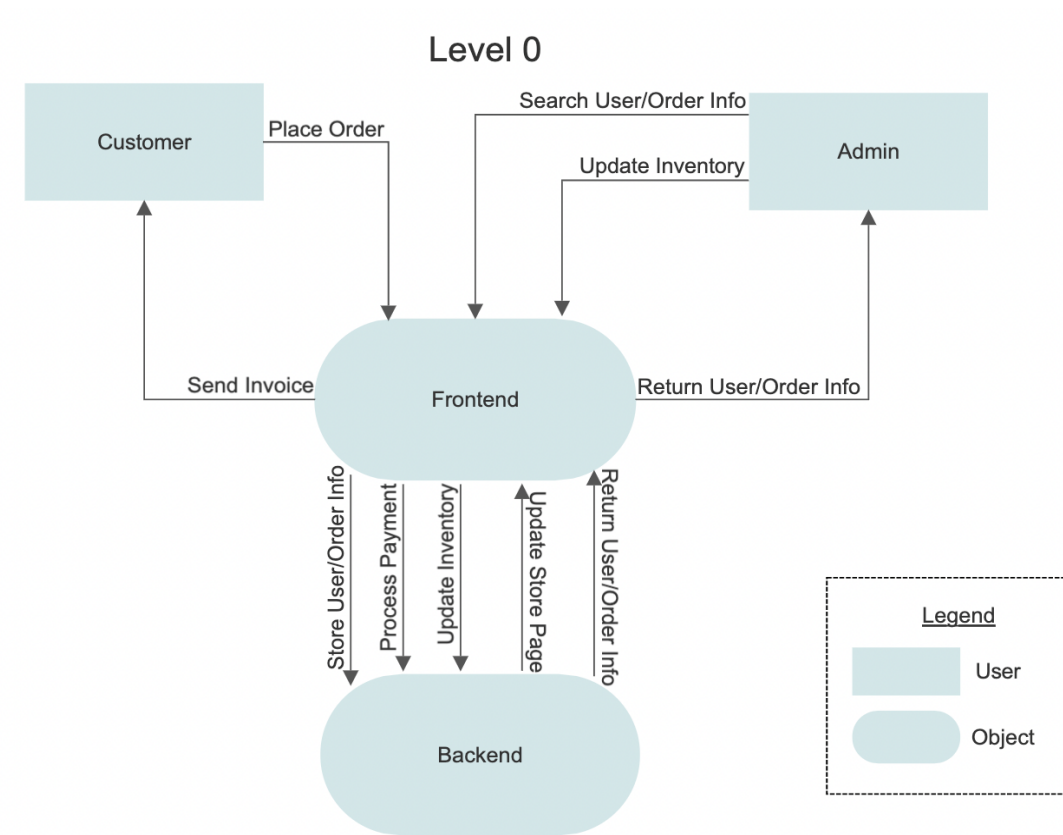 Level 0
Customer
Place Order
Search User/Order Info
Update Inventory
Admin
Send Invoice
Frontend
Return User/Order Info
Store User/Order Info
Process Payment
Update Inventory
Update Store Page
Return User/Order Info
Backend
Legend
User
Object